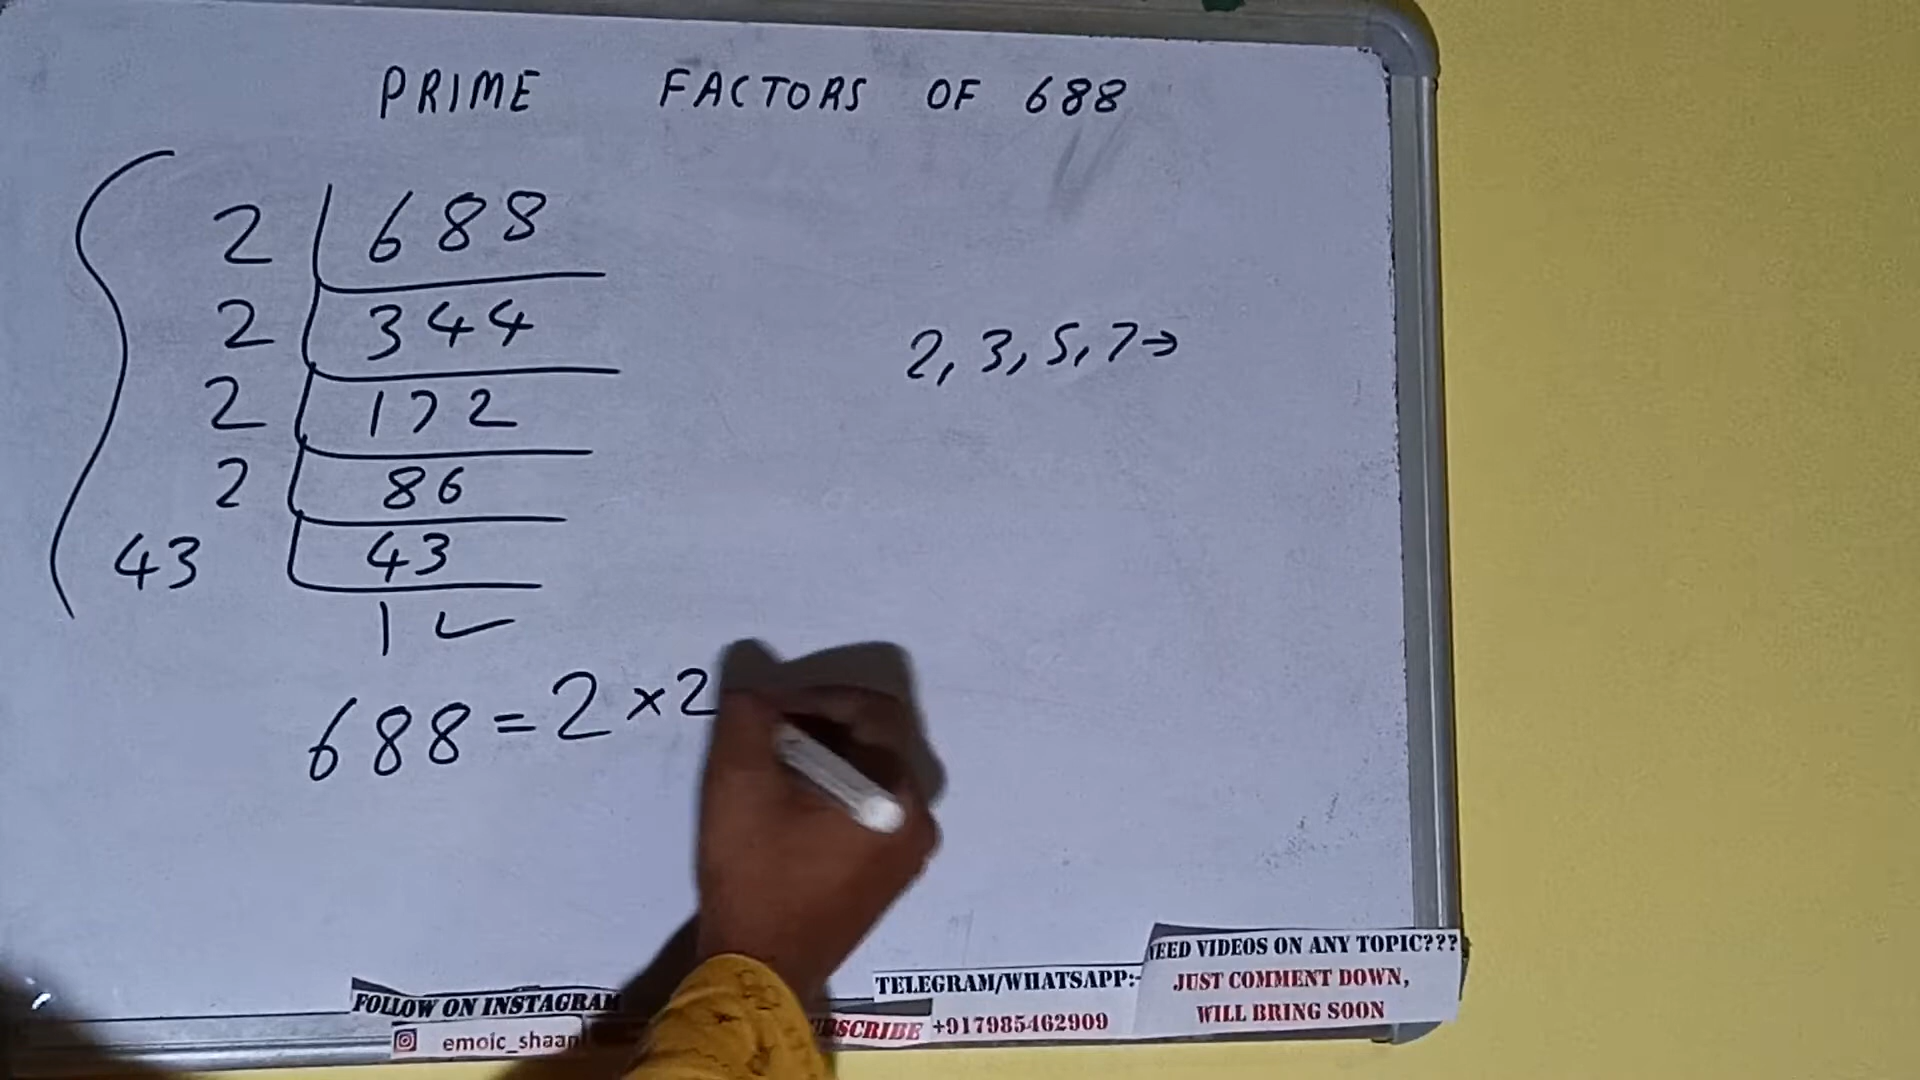 PRIME FACTORS OF 688
2 688
2 344
2 172
2 86
43 43
1
2, 3, 5, 7→
688 = 2 × 2
FOLLOW ON INSTAGRAM
emoic_shaan
TELEGRAM/WHATSAPP:-
+917985462909
NEED VIDEOS ON ANY TOPIC???
JUST COMMENT DOWN,
WILL BRING SOON